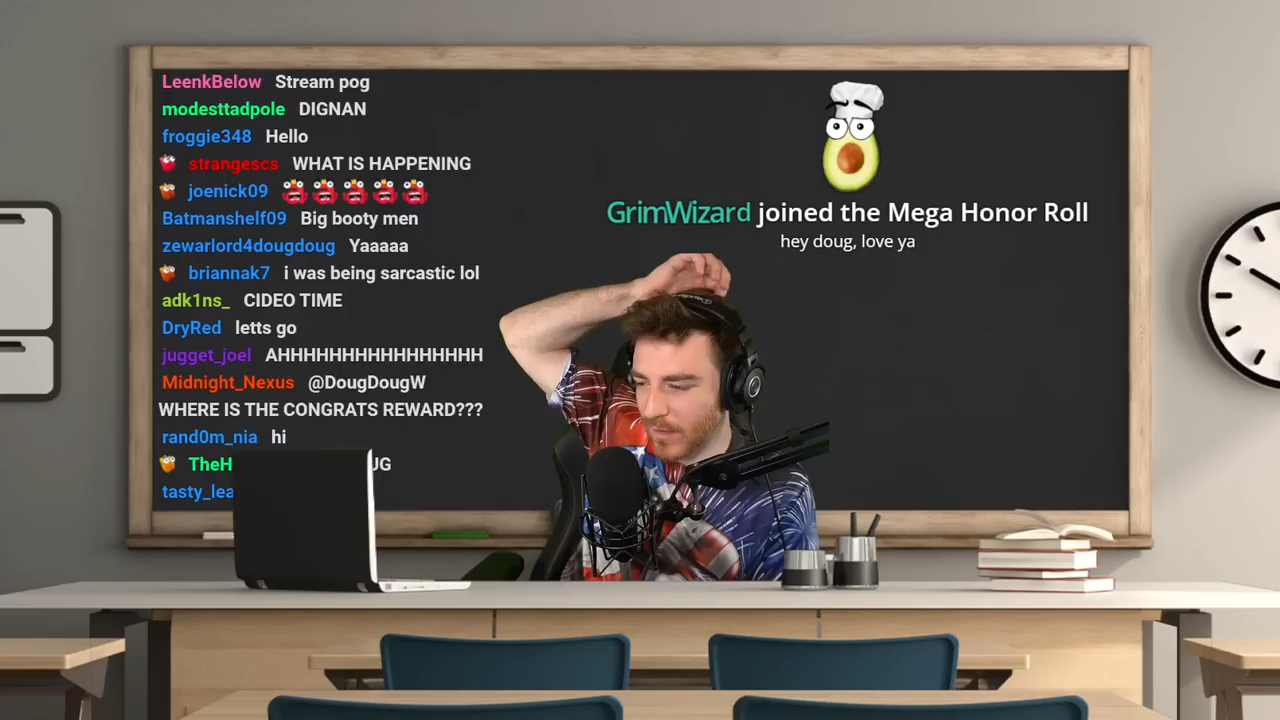 LeenkBelow Stream pog
modesttadpole DIGNAN
froggie348 Hello
strangescs WHAT IS HAPPENING
joenick09
Batmanshelf09 Big booty men
zewarlord4dougdoug Yaaaaa
briannak7 i was being sarcastic lol
adk1ns_ CIDEO TIME
DryRed letts go
jugget_joel AHHHHHHHHHHHHHHHH
Midnight_Nexus @DougDougW
WHERE IS THE CONGRATS REWARD???
rand0m_nia hi
GrimWizard joined the Mega Honor Roll
hey doug, love ya